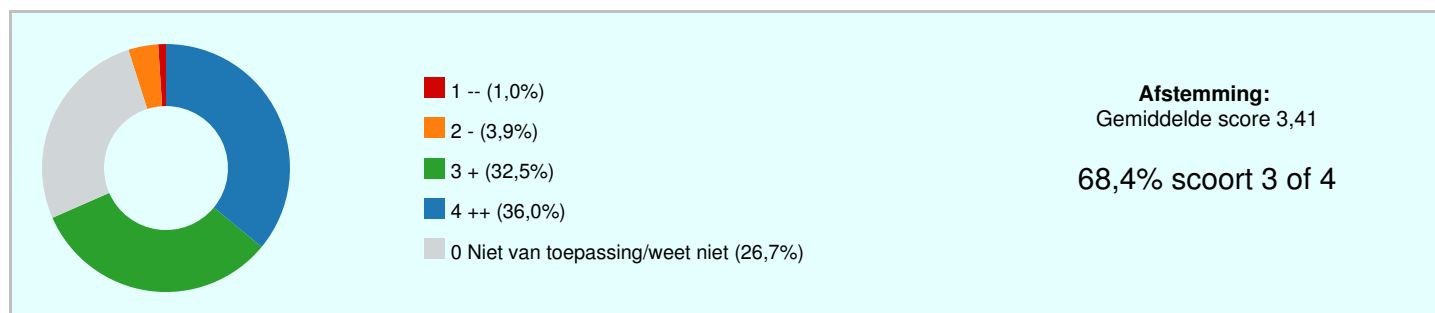 1 -- (1,0%)
2 - (3,9%)
3 + (32,5%)
4 ++ (36,0%)
0 Niet van toepassing/weet niet (26,7%)
Afstemming:
Gemiddelde score 3,41
68,4% scoort 3 of 4